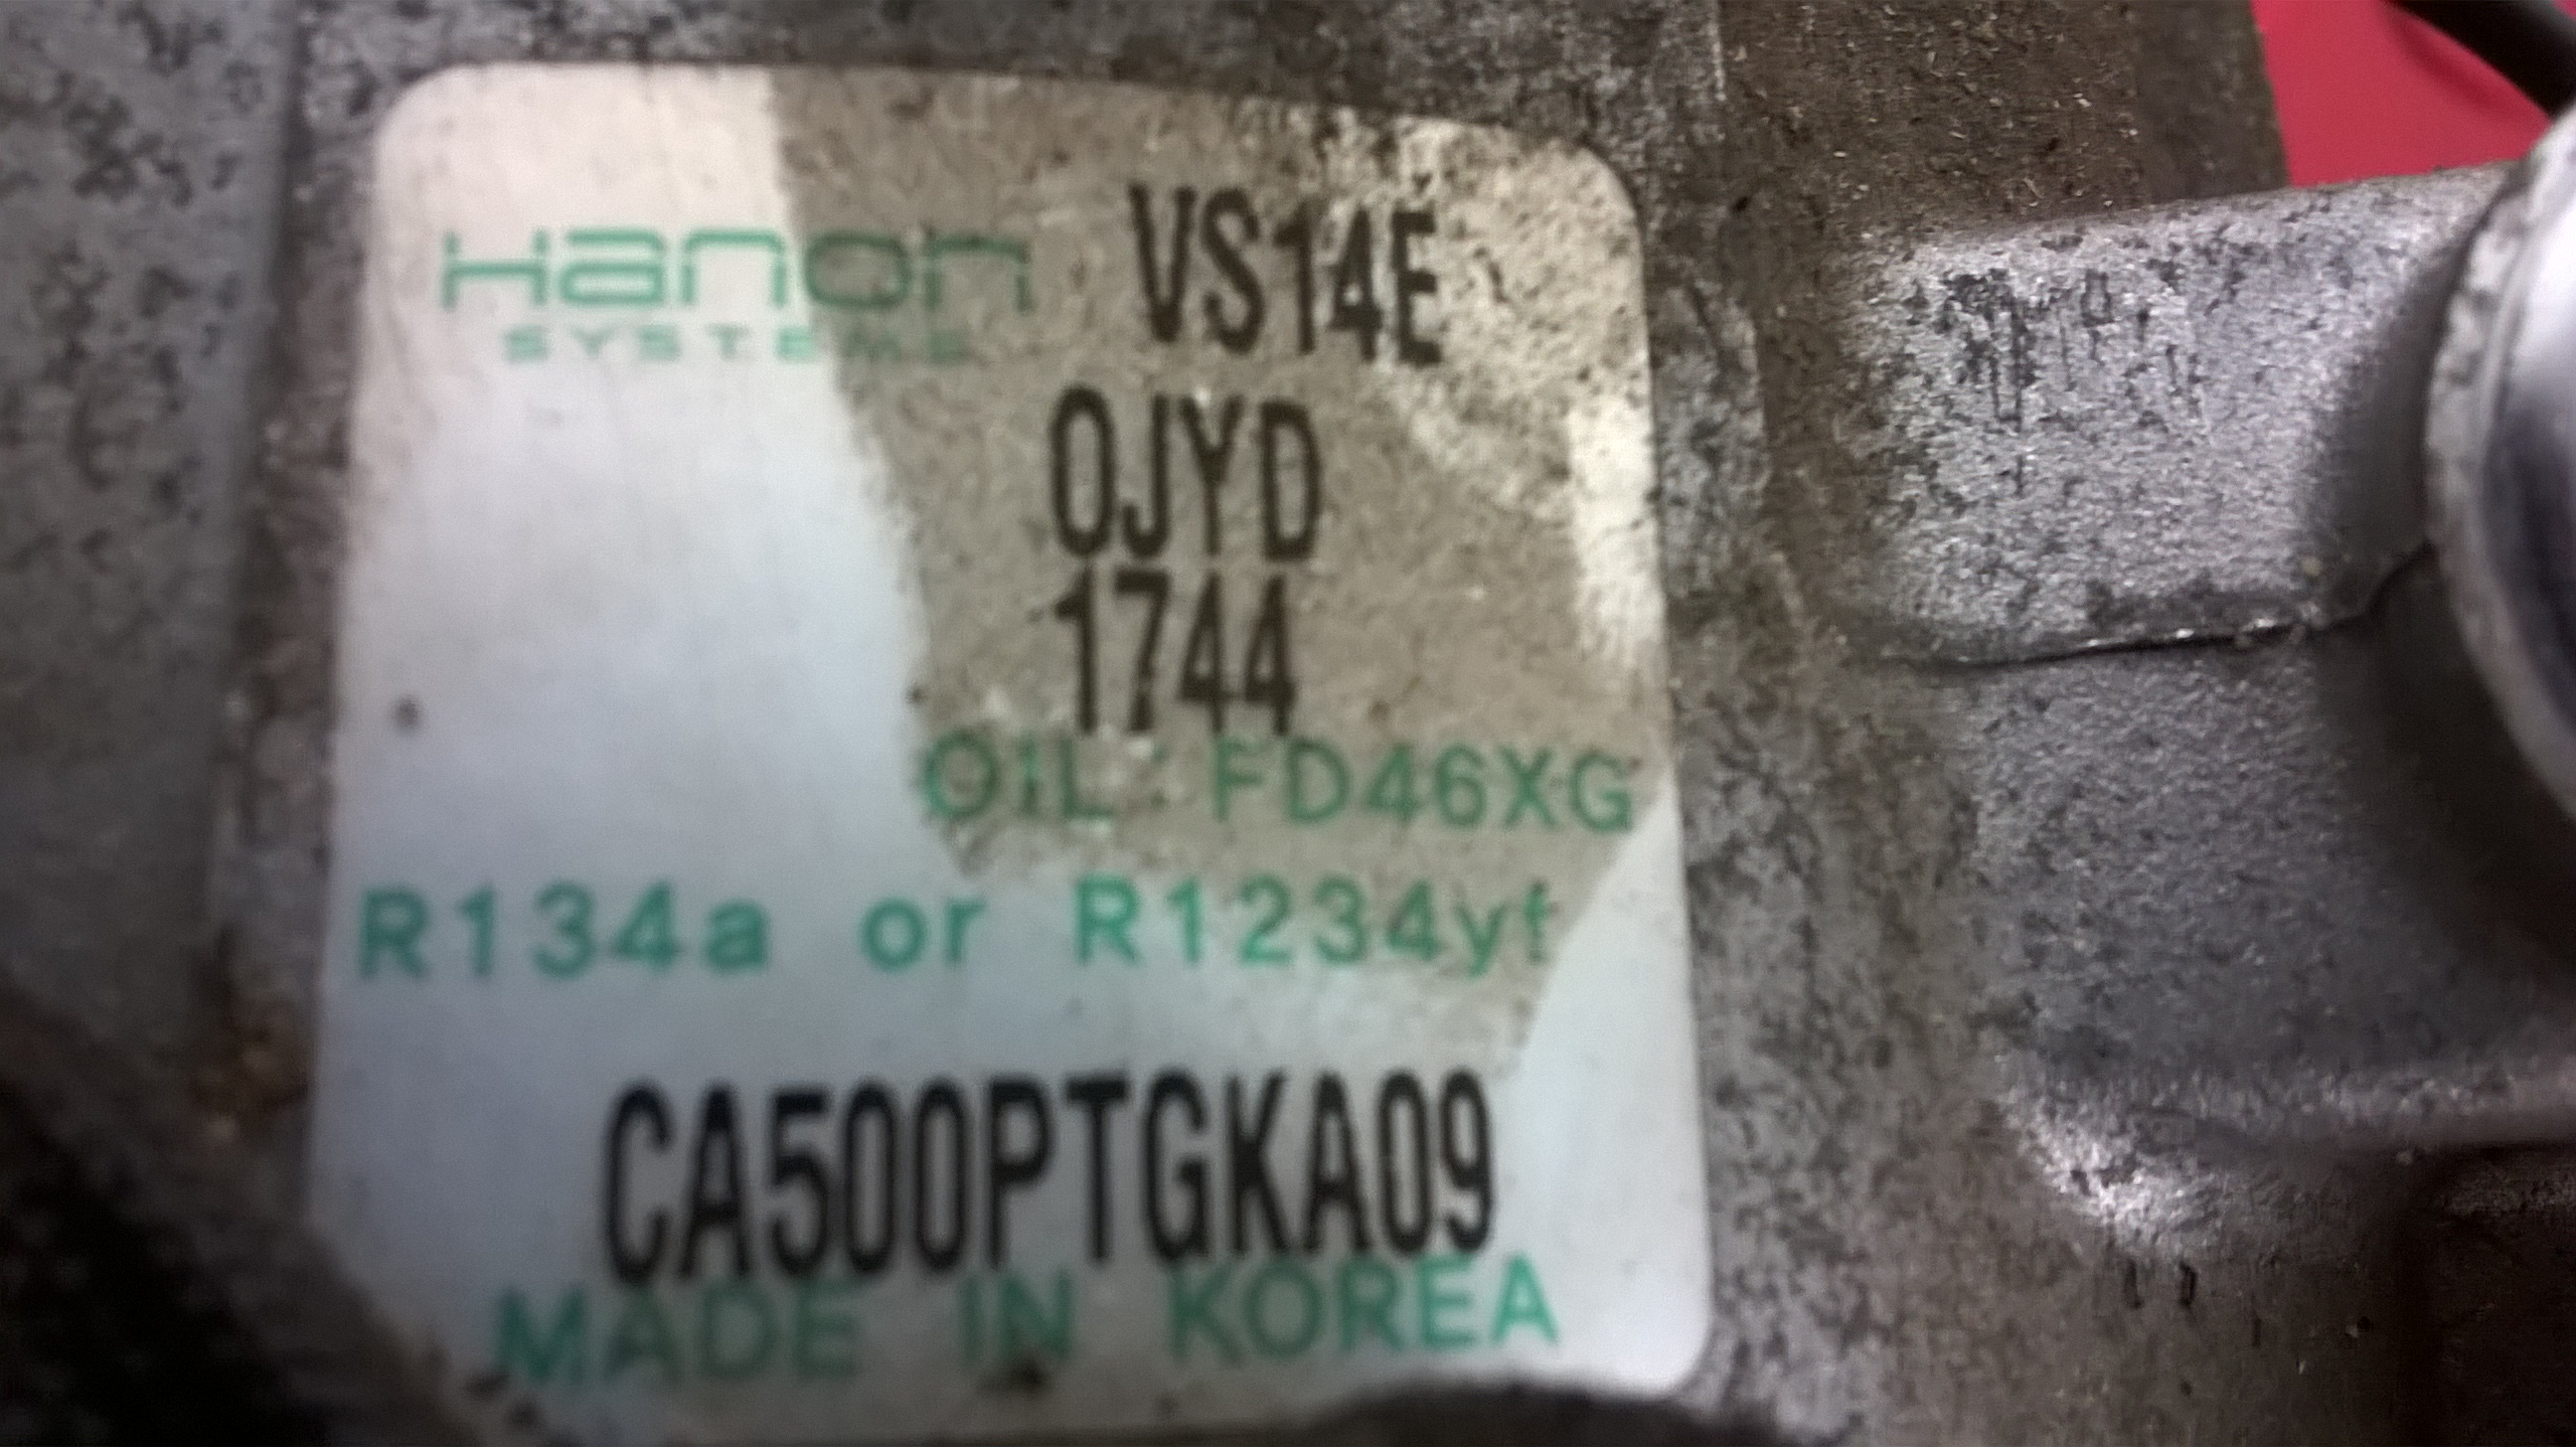 Hanon VS14E
SYSTEMS
0JYD
1744
OIL : FD46XG
R134a or R1234yf
CA500PTGKA09
MADE IN KOREA